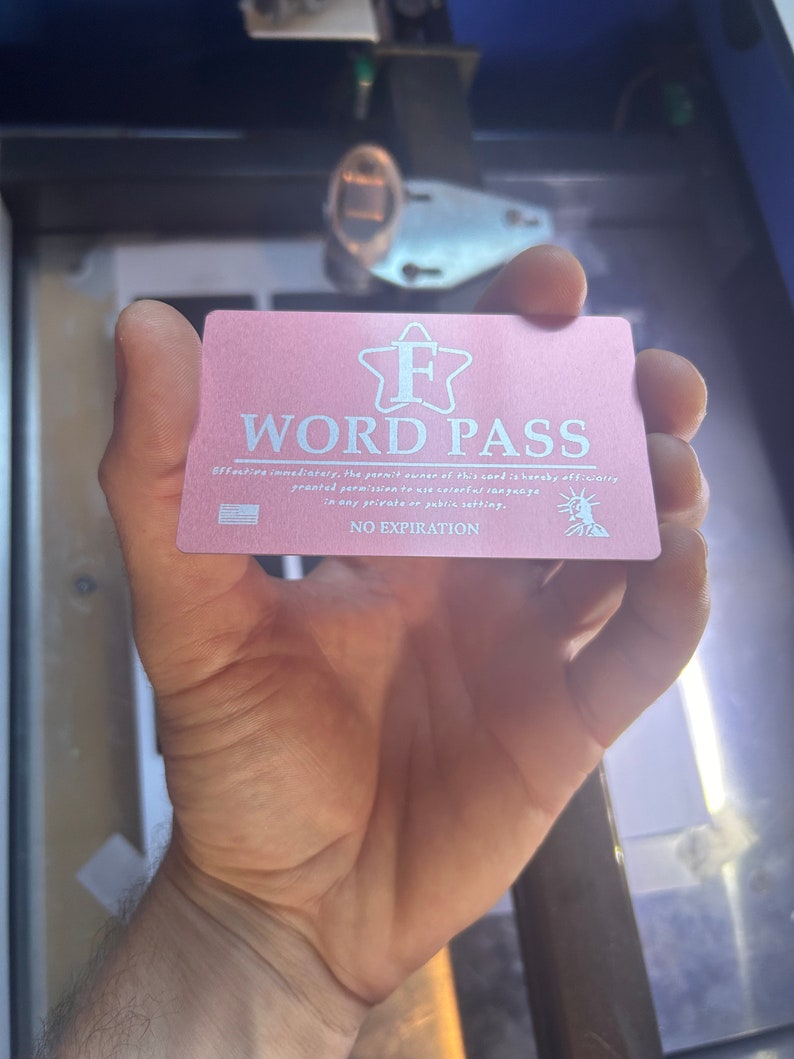 F
WORD PASS
Effective immediately, the permit owner of this card is hereby officially
granted permission to use colorful language
in any private or public setting.
NO EXPIRATION